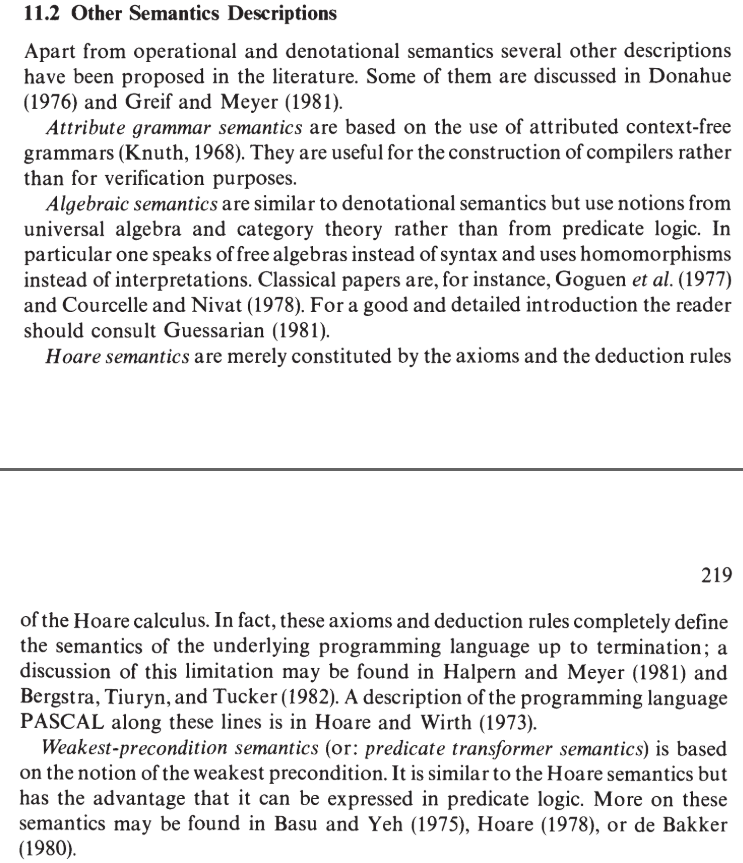 11.2 Other Semantics Descriptions
Apart from operational and denotational semantics several other descriptions
have been proposed in the literature. Some of them are discussed in Donahue
(1976) and Greif and Meyer (1981).
Attribute grammar semantics are based on the use of attributed context-free
grammars (Knuth, 1968). They are useful for the construction of compilers rather
than for verification purposes.
Algebraic semantics are similar to denotational semantics but use notions from
universal algebra and category theory rather than from predicate logic. In
particular one speaks of free algebras instead of syntax and uses homomorphisms
instead of interpretations. Classical papers are, for instance, Goguen et al. (1977)
and Courcelle and Nivat (1978). For a good and detailed introduction the reader
should consult Guessarian (1981).
Hoare semantics are merely constituted by the axioms and the deduction rules
219
of the Hoare calculus. In fact, these axioms and deduction rules completely define
the semantics of the underlying programming language up to termination; a
discussion of this limitation may be found in Halpern and Meyer (1981) and
Bergstra, Tiuryn, and Tucker (1982). A description of the programming language
PASCAL along these lines is in Hoare and Wirth (1973).
Weakest-precondition semantics (or: predicate transformer semantics) is based
on the notion of the weakest precondition. It is similar to the Hoare semantics but
has the advantage that it can be expressed in predicate logic. More on these
semantics may be found in Basu and Yeh (1975), Hoare (1978), or de Bakker
(1980).